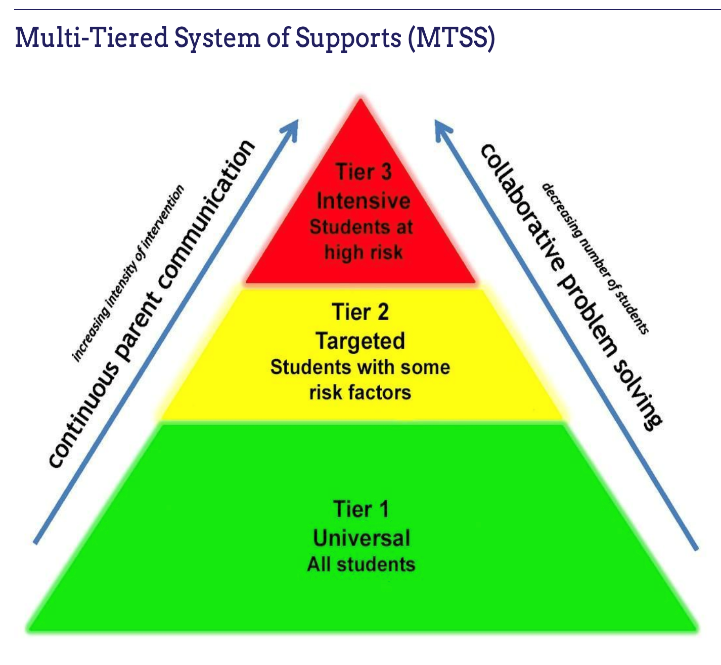 Multi-Tiered System of Supports (MTSS)
increasing intensity of intervention
continuous parent communication
collaborative problem solving
decreasing number of students
Tier 3
Intensive
Students at
high risk
Tier 2
Targeted
Students with some
risk factors
Tier 1
Universal
All students